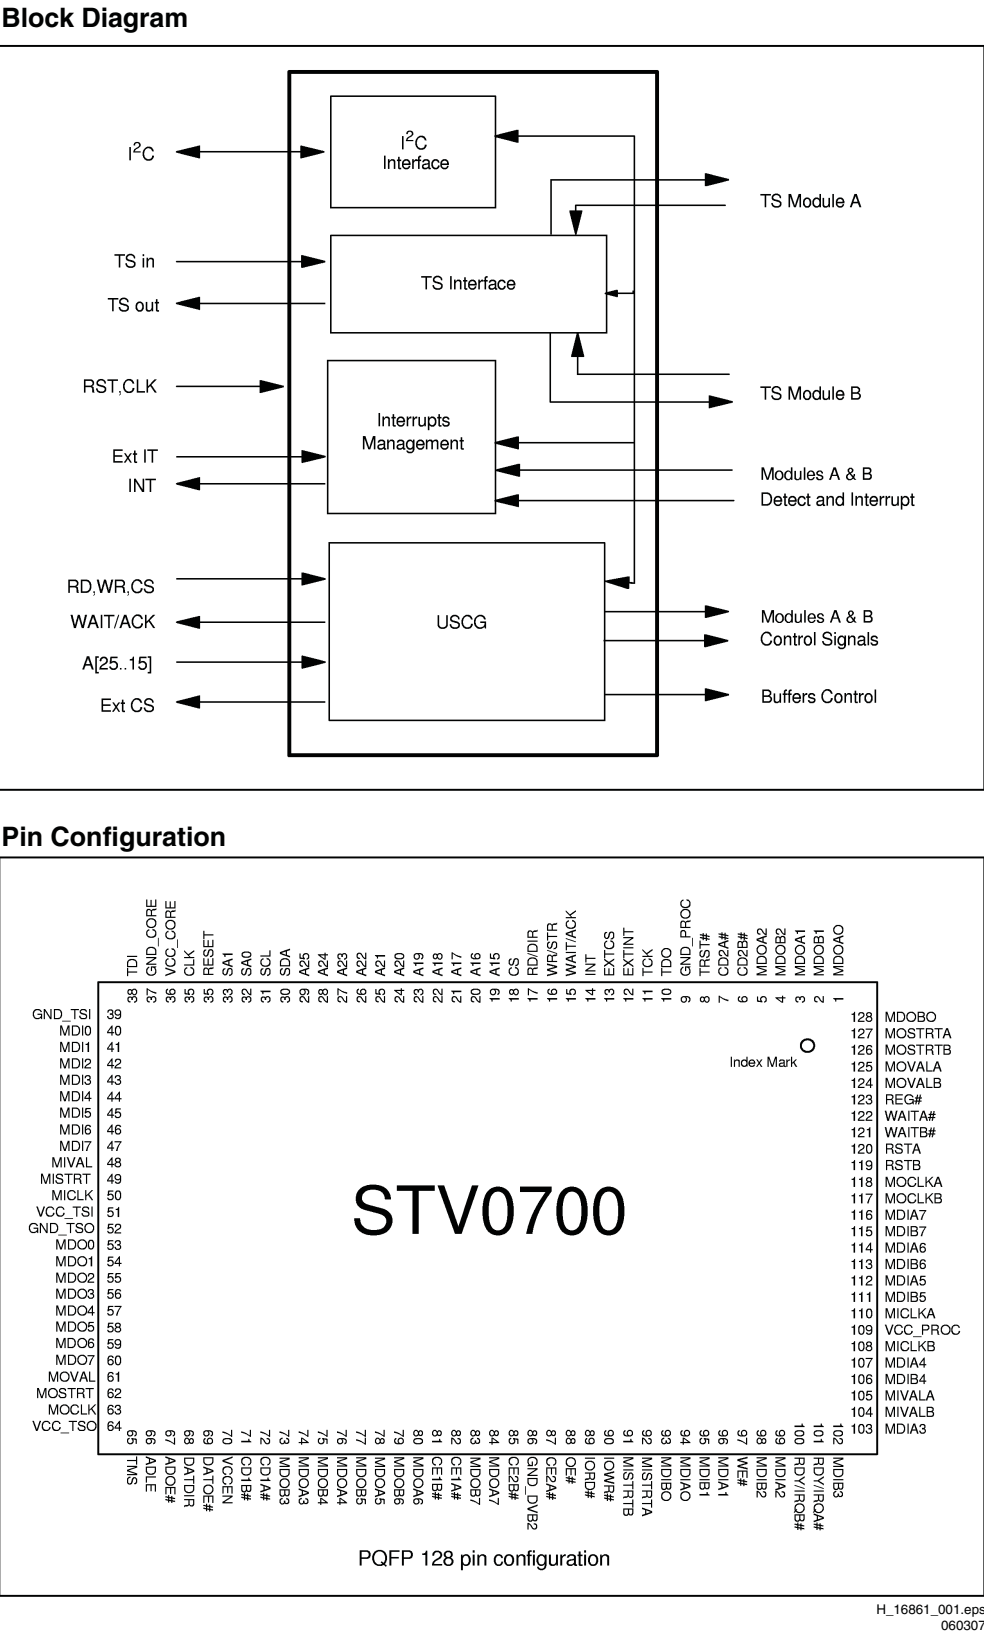 Block Diagram
I2C
I2C
Interface
TS Module A
TS in
TS Interface
TS out
RST,CLK
TS Module B
Interrupts
Management
Ext IT
INT
Modules A & B
Detect and Interrupt
RD,WR,CS
WAIT/ACK
USCG
Modules A & B
Control Signals
A[25..15]
Ext CS
Buffers Control
Pin Configuration
TDI 38
GND_CORE 37
VCC_CORE 36
CLK 35
RESET 35
SA1 33
SA0 32
SCL 31
SDA 30
A25 29
A24 28
A23 27
A22 26
A21 25
A20 24
A19 23
A18 22
A17 21
A16 20
A15 19
CS 18
RD/DIR 17
WR/STR 16
WAIT/ACK 15
INT 14
EXTCS 13
EXTINT 12
TCK 11
TDO 10
GND_PROC 9
TRST# 8
CD2A# 7
CD2B# 6
MDOA2 5
MDOB2 4
MDOA1 3
MDOB1 2
MDOAO 1
GND_TSI 39
MDI0 40
MDI1 41
MDI2 42
MDI3 43
MDI4 44
MDI5 45
MDI6 46
MDI7 47
MIVAL 48
MISTRT 49
MICLK 50
VCC_TSI 51
GND_TSO 52
MDO0 53
MDO1 54
MDO2 55
MDO3 56
MDO4 57
MDO5 58
MDO6 59
MDO7 60
MOVAL 61
MOSTRT 62
MOCLK 63
VCC_TSO 64
Index Mark
STV0700
128 MDOBO
127 MOSTRTA
126 MOSTRTB
125 MOVALA
124 MOVALB
123 REG#
122 WAITA#
121 WAITB#
120 RSTA
119 RSTB
118 MOCLKA
117 MOCLKB
116 MDIA7
115 MDIB7
114 MDIA6
113 MDIB6
112 MDIA5
111 MDIB5
110 MICLKA
109 VCC_PROC
108 MICLKB
107 MDIA4
106 MDIB4
105 MIVALA
104 MIVALB
103 MDIA3
65 TMS
66 ADLE
67 ADOE#
68 DATDIR
69 DATOE#
70 VCCEN
71 CD1B#
72 CD1A#
73 MDOB3
74 MDOA3
75 MDOB4
76 MDOA4
77 MDOB5
78 MDOA5
79 MDOB6
80 MDOA6
81 CE1B#
82 CE1A#
83 MDOB7
84 MDOA7
85 CE2B#
86 GND_DVB2
87 CE2A#
88 OE#
89 IORD#
90 IOWR#
91 MISTRTB
92 MISTRTA
93 MDIBO
94 MDIAO
95 MDIB1
96 MDIA1
97 WE#
98 MDIB2
99 MDIA2
100 RDY/IRQB#
101 RDY/IRQA#
102 MDIB3
PQFP 128 pin configuration
H_16861_001.eps
060307